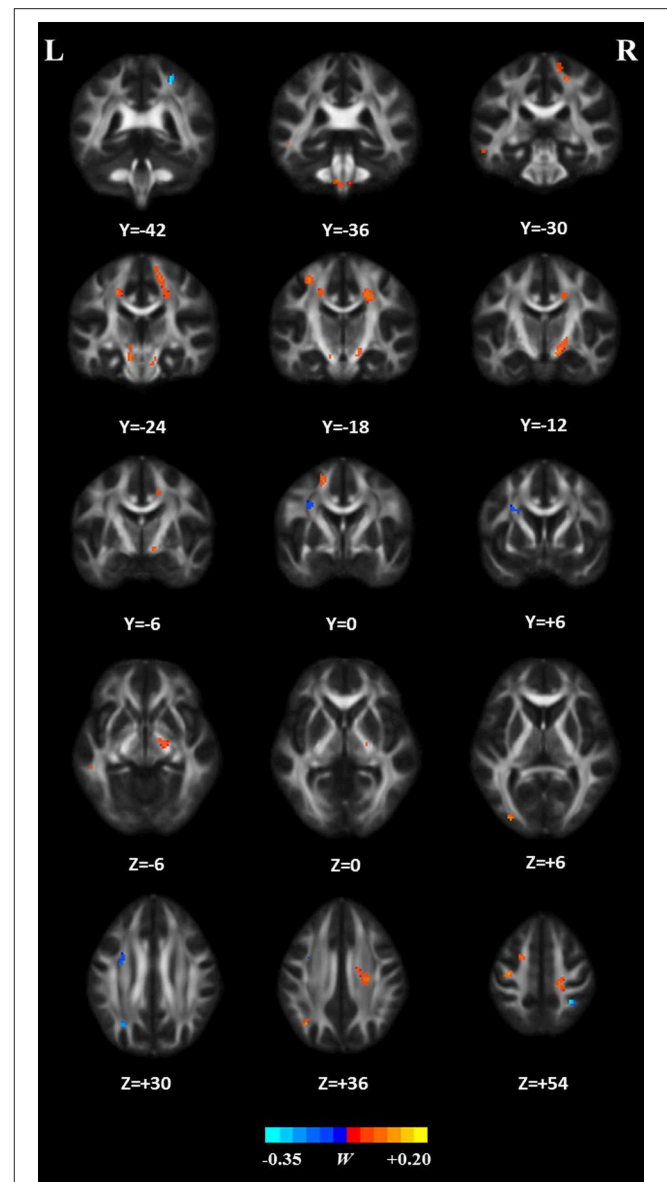 L R
Y=-42 Y=-36 Y=-30
Y=-24 Y=-18 Y=-12
Y=-6 Y=0 Y=+6
Z=-6 Z=0 Z=+6
Z=+30 Z=+36 Z=+54
-0.35 W +0.20